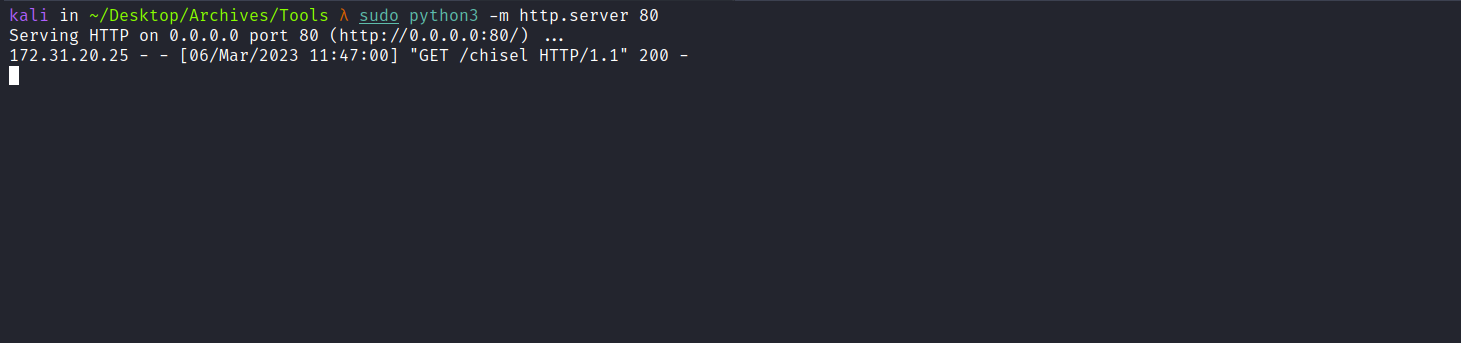 kali in ~/Desktop/Archives/Tools λ sudo python3 -m http.server 80
Serving HTTP on 0.0.0.0 port 80 (http://0.0.0.0:80/) ...
172.31.20.25 - - [06/Mar/2023 11:47:00] "GET /chisel HTTP/1.1" 200 -